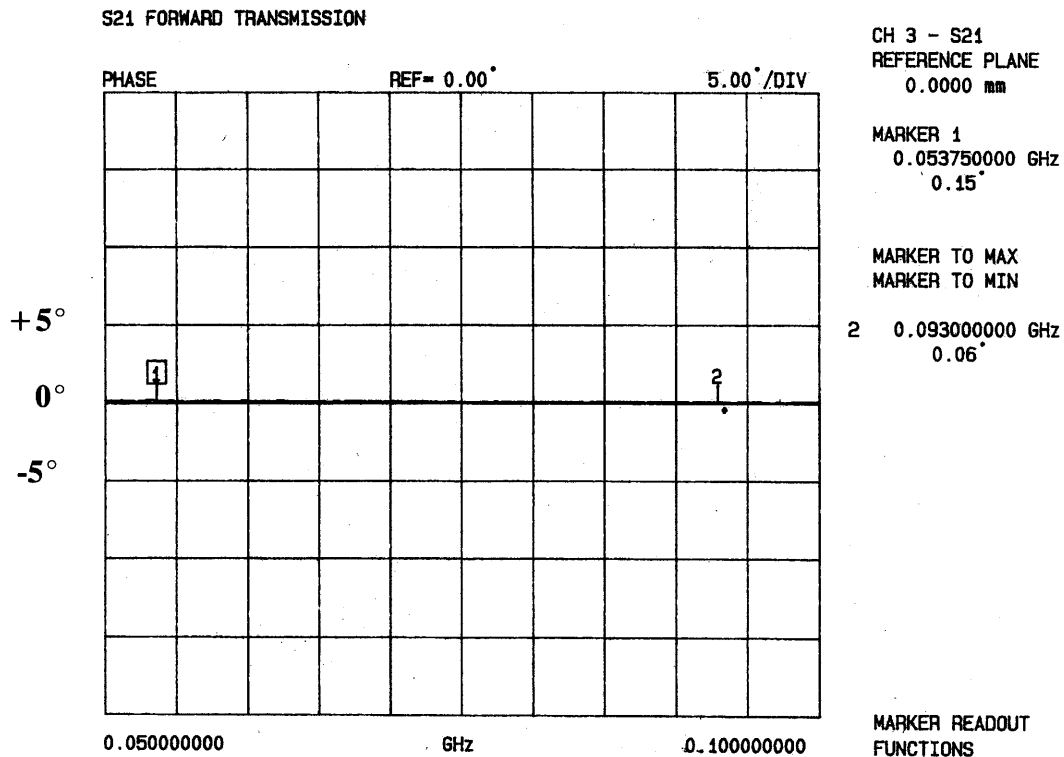 S21 FORWARD TRANSMISSION
CH 3 - S21
REFERENCE PLANE
0.0000 mm
PHASE REF= 0.00° 5.00°/DIV
MARKER 1
0.053750000 GHz
0.15°
MARKER TO MAX
MARKER TO MIN
2 0.093000000 GHz
0.06°
+5°
0°
-5°
1
2
0.050000000 GHz 0.100000000
MARKER READOUT
FUNCTIONS